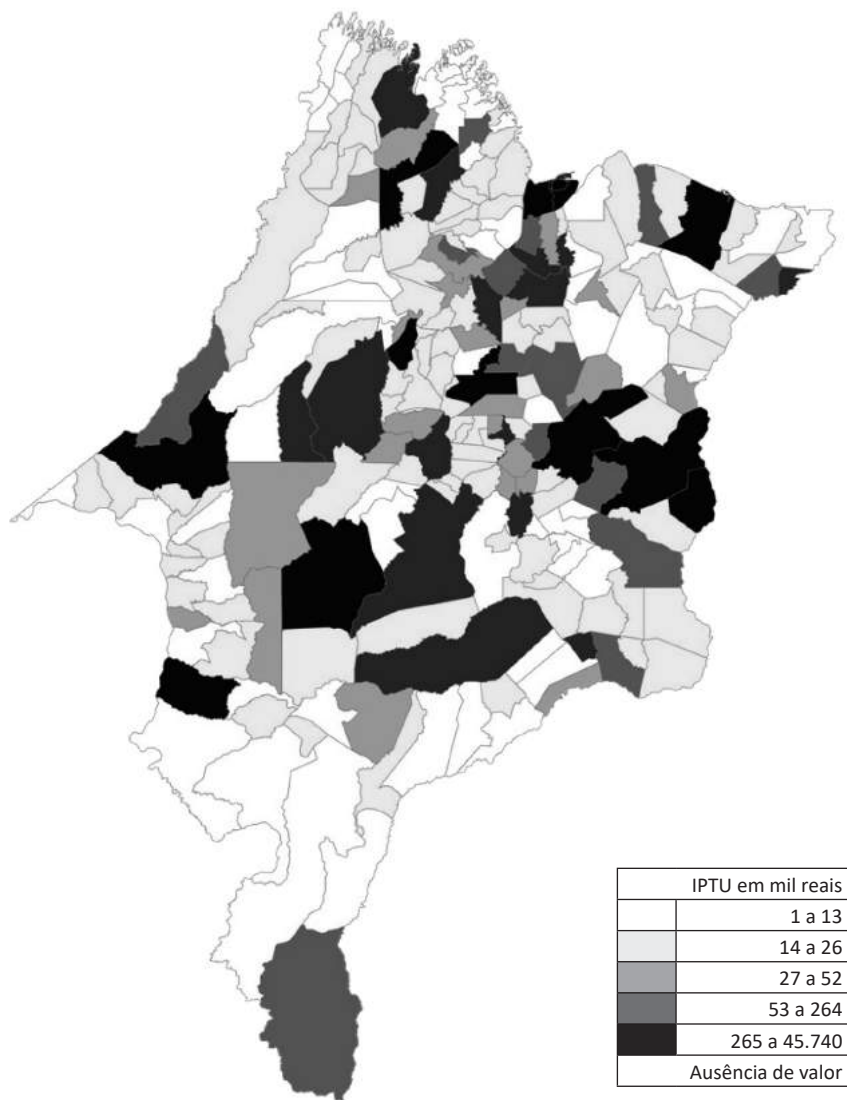 IPTU em mil reais
1 a 13
14 a 26
27 a 52
53 a 264
265 a 45.740
Ausência de valor